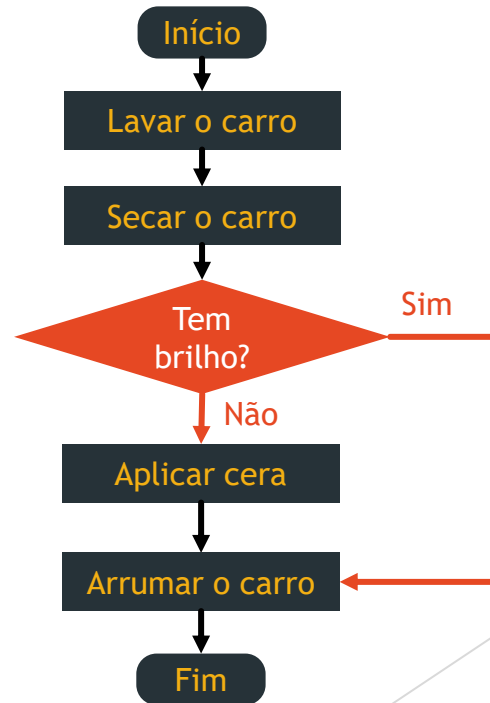 Início
Lavar o carro
Secar o carro
Tem
brilho?
Sim
Não
Aplicar cera
Arrumar o carro
Fim